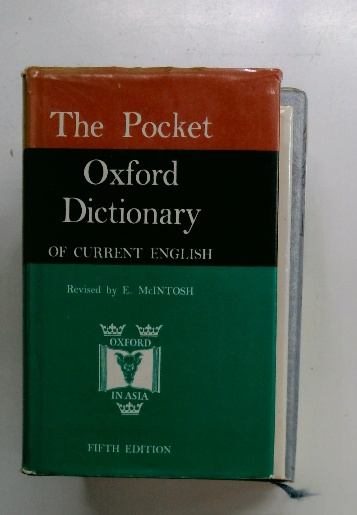 The Pocket
Oxford
Dictionary
OF CURRENT ENGLISH
Revised by E. McINTOSH
OXFORD
IN ASIA
FIFTH EDITION